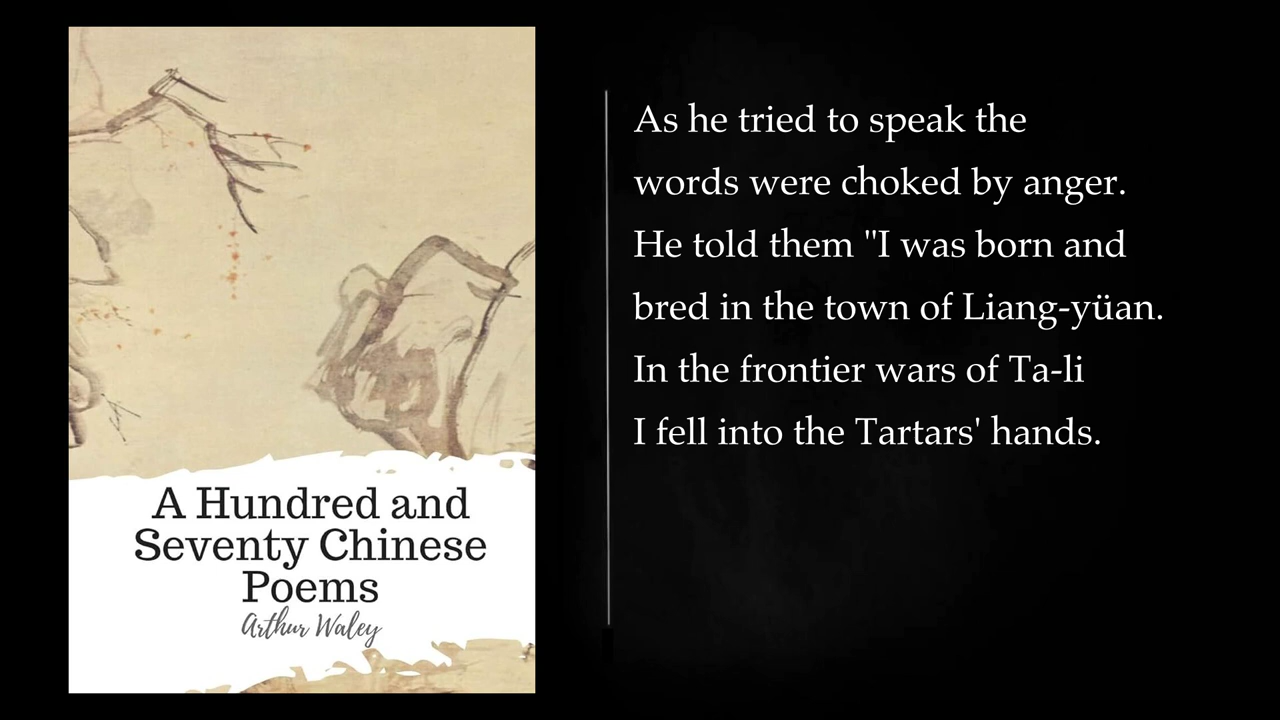 A Hundred and
Seventy Chinese
Poems
Arthur Waley
As he tried to speak the
words were choked by anger.
He told them "I was born and
bred in the town of Liang-yüan.
In the frontier wars of Ta-li
I fell into the Tartars' hands.